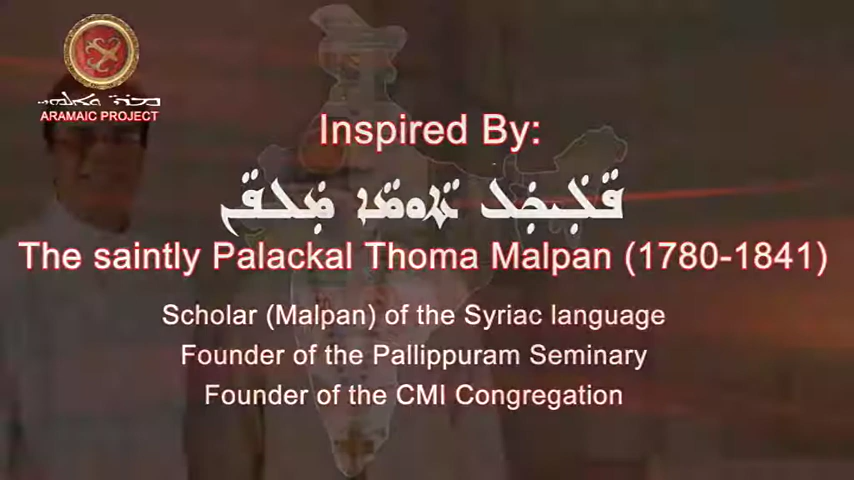 ARAMAIC PROJECT
Inspired By:
The saintly Palackal Thoma Malpan (1780-1841)
Scholar (Malpan) of the Syriac language
Founder of the Pallippuram Seminary
Founder of the CMI Congregation